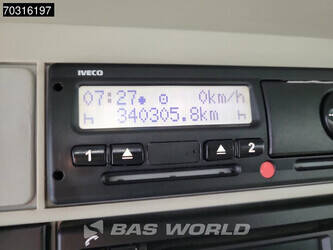 70316197
IVECO
07:27 0km/h
h 340305.8km h
1 2
BAS WORLD